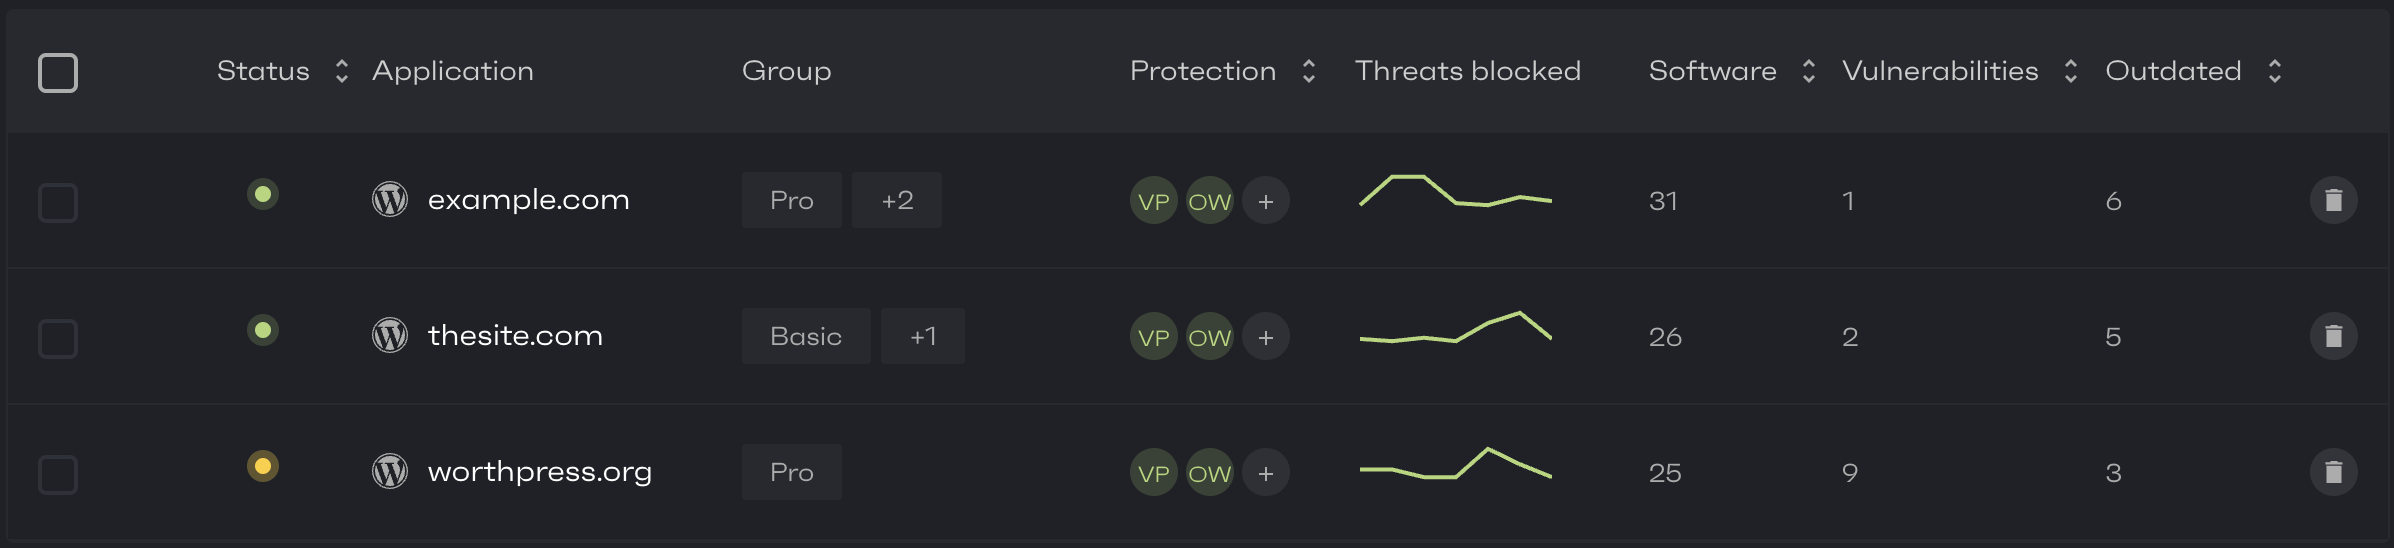 Status Application Group Protection Threats blocked Software Vulnerabilities Outdated
example.com Pro +2 VP OW + 31 1 6
thesite.com Basic +1 VP OW + 26 2 5
worthpress.org Pro VP OW + 25 9 3